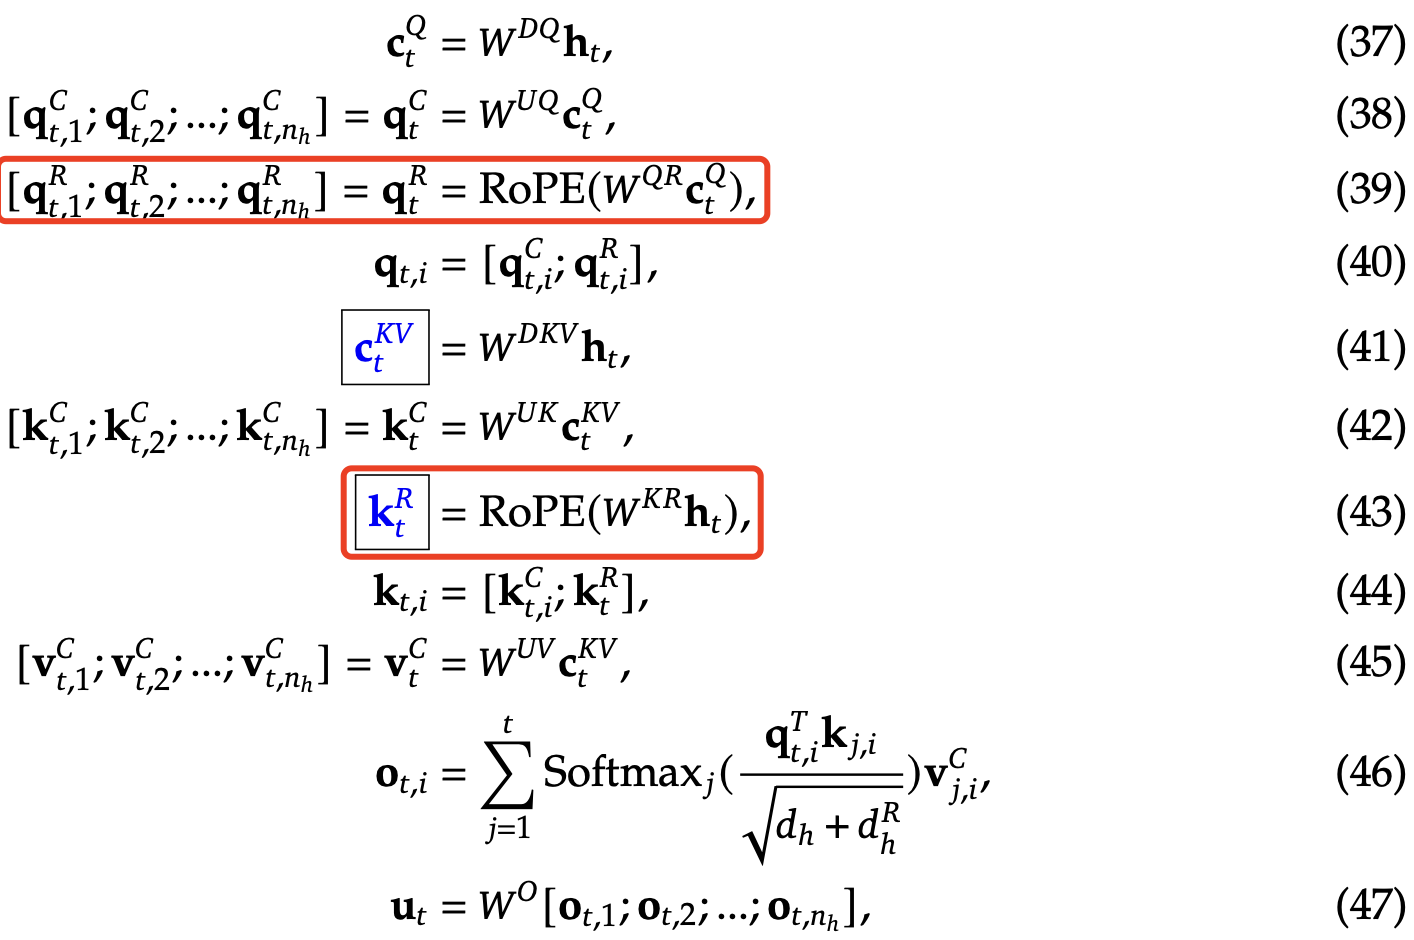 $\mathbf{c}_t^Q = W^{DQ}\mathbf{h}_t,$ (37)
$[\mathbf{q}_{t,1}^C; \mathbf{q}_{t,2}^C; ...; \mathbf{q}_{t,n_h}^C] = \mathbf{q}_t^C = W^{UQ}\mathbf{c}_t^Q,$ (38)
$[\mathbf{q}_{t,1}^R; \mathbf{q}_{t,2}^R; ...; \mathbf{q}_{t,n_h}^R] = \mathbf{q}_t^R = \text{RoPE}(W^{QR}\mathbf{c}_t^Q),$ (39)
$\mathbf{q}_{t,i} = [\mathbf{q}_{t,i}^C; \mathbf{q}_{t,i}^R],$ (40)
$\mathbf{c}_t^{KV} = W^{DKV}\mathbf{h}_t,$ (41)
$[\mathbf{k}_{t,1}^C; \mathbf{k}_{t,2}^C; ...; \mathbf{k}_{t,n_h}^C] = \mathbf{k}_t^C = W^{UK}\mathbf{c}_t^{KV},$ (42)
$\mathbf{k}_t^R = \text{RoPE}(W^{KR}\mathbf{h}_t),$ (43)
$\mathbf{k}_{t,i} = [\mathbf{k}_{t,i}^C; \mathbf{k}_t^R],$ (44)
$[\mathbf{v}_{t,1}^C; \mathbf{v}_{t,2}^C; ...; \mathbf{v}_{t,n_h}^C] = \mathbf{v}_t^C = W^{UV}\mathbf{c}_t^{KV},$ (45)
$\mathbf{o}_{t,i} = \sum_{j=1}^{t} \text{Softmax}_j(\frac{\mathbf{q}_{t,i}^T\mathbf{k}_{j,i}}{\sqrt{d_h + d_h^R}})\mathbf{v}_{j,i}^C,$ (46)
$\mathbf{u}_t = W^O[\mathbf{o}_{t,1}; \mathbf{o}_{t,2}; ...; \mathbf{o}_{t,n_h}],$ (47)